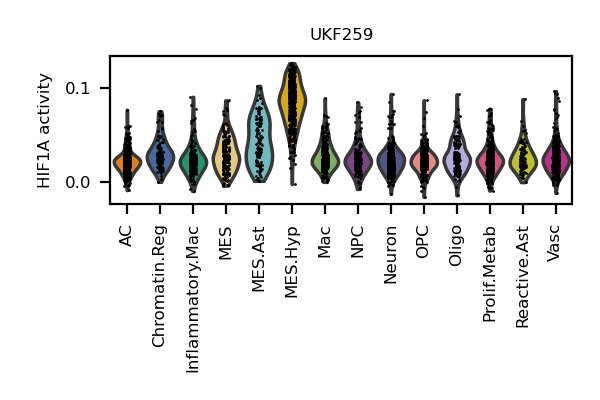 UKF259
HIF1A activity
0.1
0.0
AC
Chromatin.Reg
Inflammatory.Mac
MES
MES.Ast
MES.Hyp
Mac
NPC
Neuron
OPC
Oligo
Prolif.Metab
Reactive.Ast
Vasc